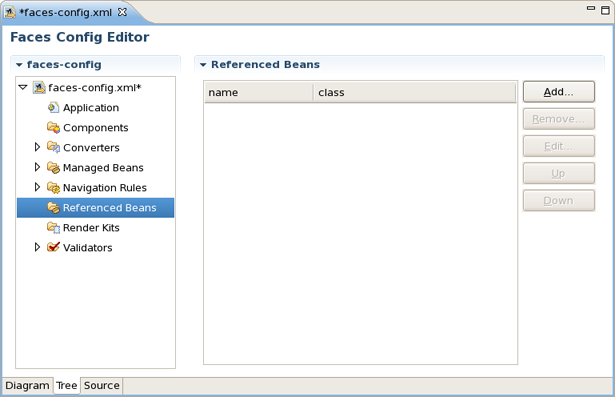 *faces-config.xml
Faces Config Editor
faces-config
faces-config.xml*
Application
Components
Converters
Managed Beans
Navigation Rules
Referenced Beans
Render Kits
Validators
Referenced Beans
name class
Add...
Remove...
Edit...
Up
Down
Diagram Tree Source